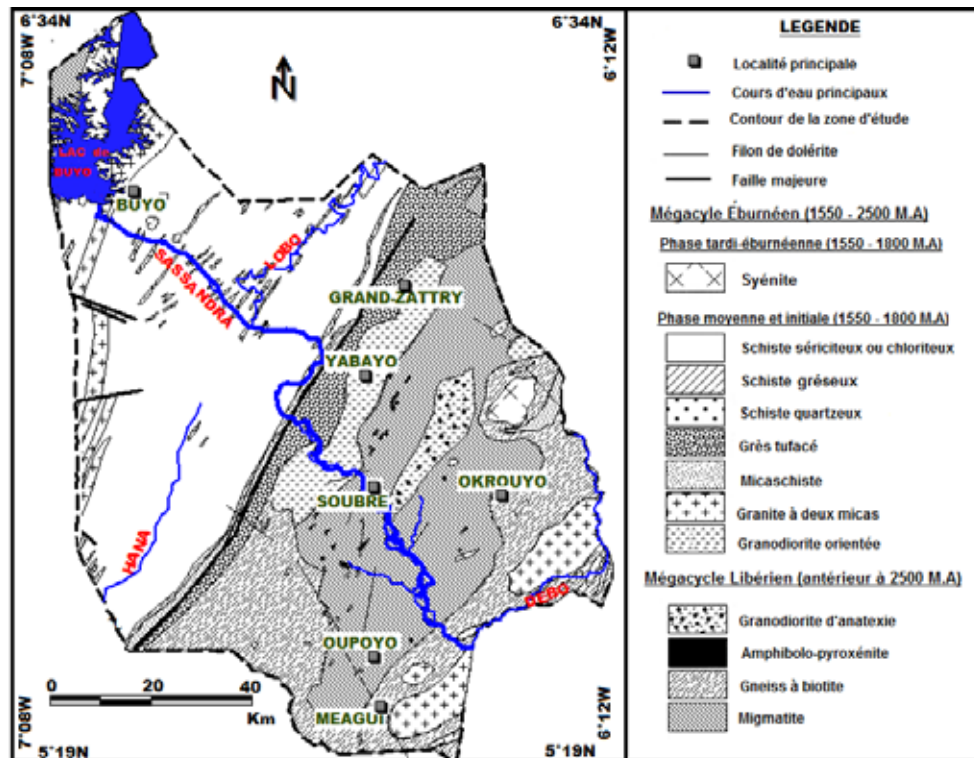 6°34N
6°34N
7°08W
6°12W
N
LAC de
BUYO
BUYO
SASSANDRA
LOBO
GRAND-ZATTRY
YABAYO
SOUBRE
OKROUYO
HANA
DEBO
OUPOYO
MEAGUI
0 20 40
Km
7°08W
6°12W
5°19N
5°19N
LEGENDE
Localité principale
Cours d'eau principaux
Contour de la zone d'étude
Filon de dolérite
Faille majeure
Mégacyle Éburnéen (1550 - 2500 M.A)
Phase tardi-éburnéenne (1550 - 1800 M.A)
Syénite
Phase moyenne et initiale (1550 - 1800 M.A)
Schiste sériciteux ou chloriteux
Schiste gréseux
Schiste quartzeux
Grès tufacé
Micaschiste
Granite à deux micas
Granodiorite orientée
Mégacycle Libérien (antérieur à 2500 M.A)
Granodiorite d'anatexie
Amphibolo-pyroxénite
Gneiss à biotite
Migmatite